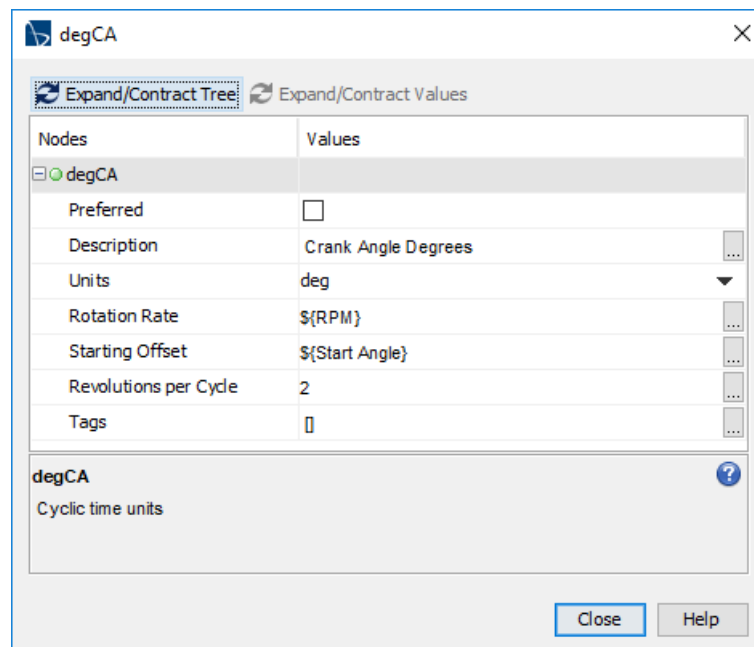 degCA
Expand/Contract Tree Expand/Contract Values
Nodes Values
degCA
Preferred
Description Crank Angle Degrees ...
Units deg
Rotation Rate ${RPM} ...
Starting Offset ${Start Angle} ...
Revolutions per Cycle 2 ...
Tags [] ...
degCA
Cyclic time units
Close Help